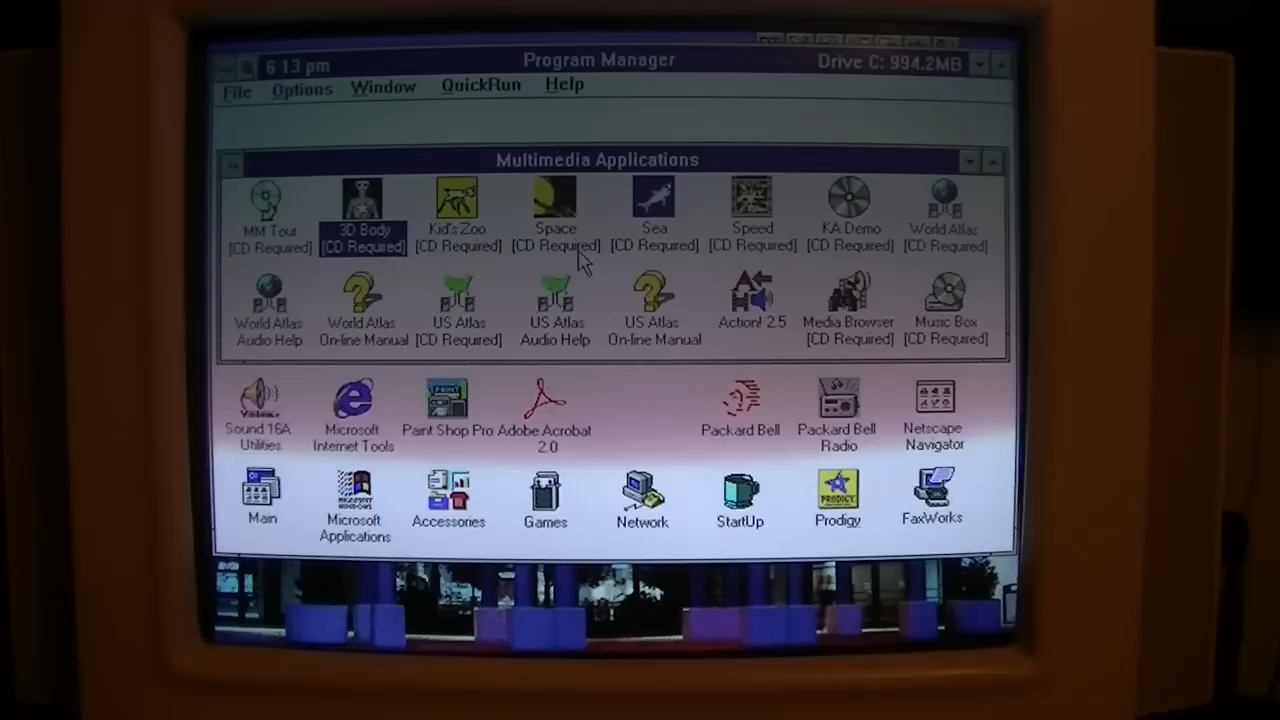 6 13 pm
Program Manager
Drive C: 994.2MB
File Options Window QuickRun Help
Multimedia Applications
MM Tour
[CD Required]
3D Body
[CD Required]
Kid's Zoo
[CD Required]
Space
[CD Required]
Sea
[CD Required]
Speed
[CD Required]
KA Demo
[CD Required]
World Atlas
[CD Required]
World Atlas
Audio Help
World Atlas
On-line Manual
US Atlas
[CD Required]
US Atlas
Audio Help
US Atlas
On-line Manual
Action! 2.5
Media Browser
[CD Required]
Music Box
[CD Required]
Sound 16A
Utilities
Microsoft
Internet Tools
Paint Shop Pro
Adobe Acrobat
2.0
Packard Bell
Packard Bell
Radio
Netscape
Navigator
Main
Microsoft
Applications
Accessories
Games
Network
StartUp
PRODIGY
Prodigy
FaxWorks